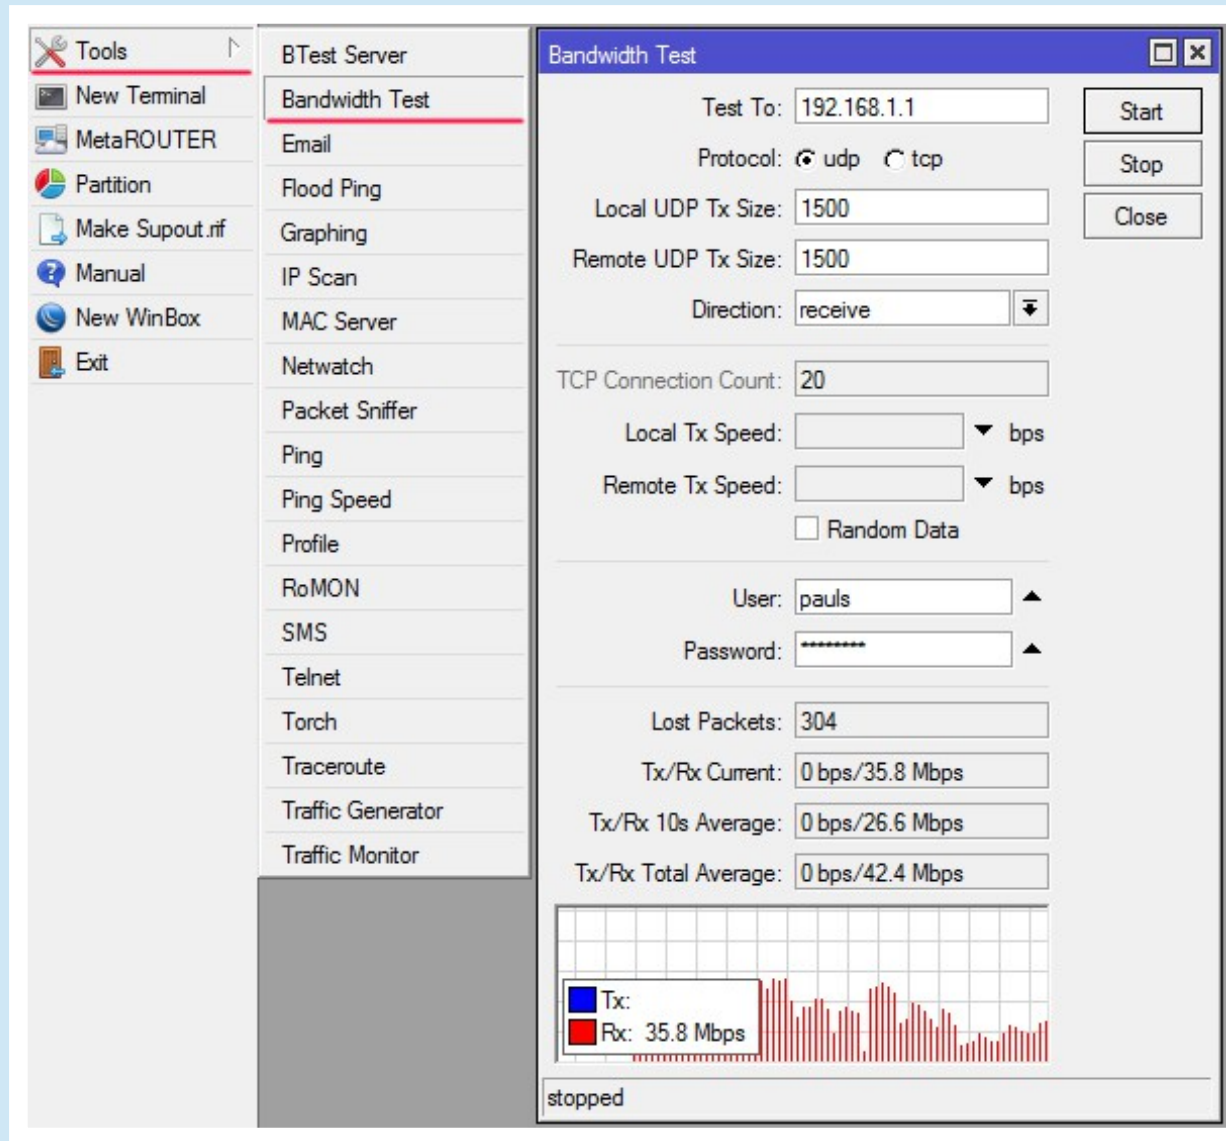 Tools
New Terminal
MetaROUTER
Partition
Make Supout.rif
Manual
New WinBox
Exit
BTest Server
Bandwidth Test
Email
Flood Ping
Graphing
IP Scan
MAC Server
Netwatch
Packet Sniffer
Ping
Ping Speed
Profile
RoMON
SMS
Telnet
Torch
Traceroute
Traffic Generator
Traffic Monitor
Bandwidth Test
Test To: 192.168.1.1
Protocol: udp tcp
Local UDP Tx Size: 1500
Remote UDP Tx Size: 1500
Direction: receive
TCP Connection Count: 20
Local Tx Speed: bps
Remote Tx Speed: bps
Random Data
User: pauls
Password: ********
Lost Packets: 304
Tx/Rx Current: 0 bps/35.8 Mbps
Tx/Rx 10s Average: 0 bps/26.6 Mbps
Tx/Rx Total Average: 0 bps/42.4 Mbps
Tx:
Rx: 35.8 Mbps
stopped
Start
Stop
Close